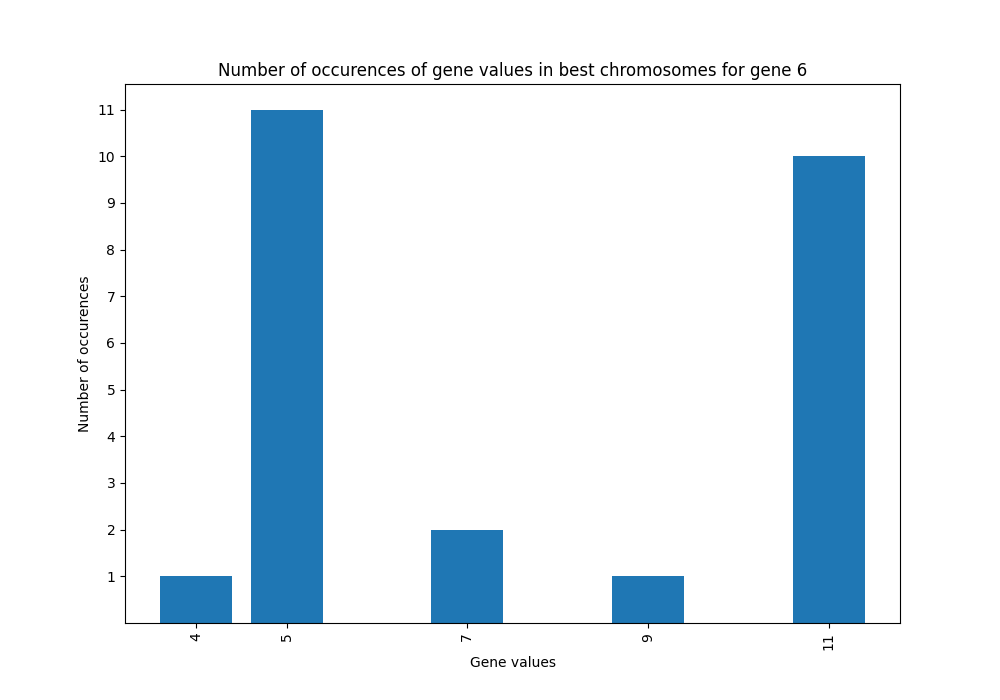 Number of occurences of gene values in best chromosomes for gene 6
11
10
9
8
7
6
5
4
3
2
1
Number of occurences
4 5 7 9 11
Gene values